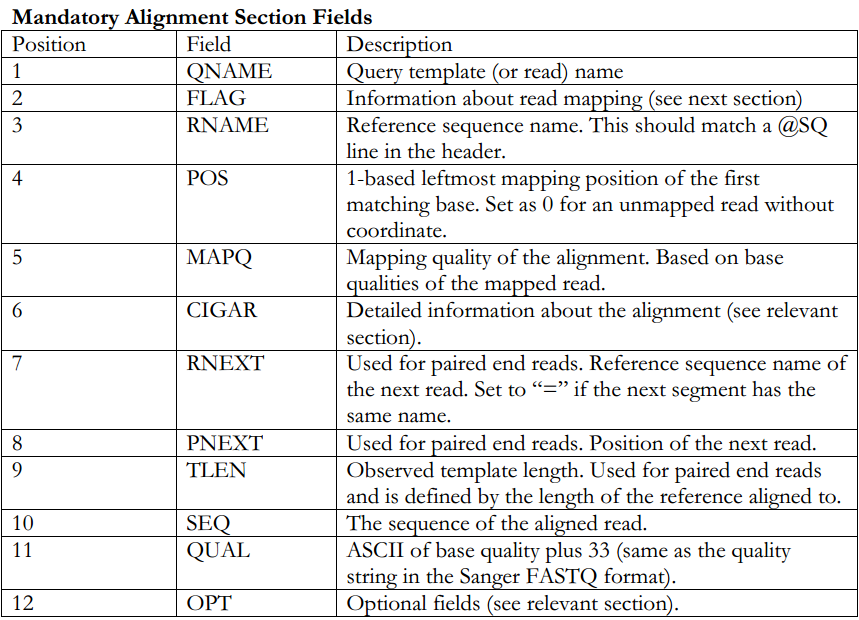 Mandatory Alignment Section Fields
Position Field Description
1 QNAME Query template (or read) name
2 FLAG Information about read mapping (see next section)
3 RNAME Reference sequence name. This should match a @SQ
line in the header.
4 POS 1-based leftmost mapping position of the first
matching base. Set as 0 for an unmapped read without
coordinate.
5 MAPQ Mapping quality of the alignment. Based on base
qualities of the mapped read.
6 CIGAR Detailed information about the alignment (see relevant
section).
7 RNEXT Used for paired end reads. Reference sequence name of
the next read. Set to “=” if the next segment has the
same name.
8 PNEXT Used for paired end reads. Position of the next read.
9 TLEN Observed template length. Used for paired end reads
and is defined by the length of the reference aligned to.
10 SEQ The sequence of the aligned read.
11 QUAL ASCII of base quality plus 33 (same as the quality
string in the Sanger FASTQ format).
12 OPT Optional fields (see relevant section).